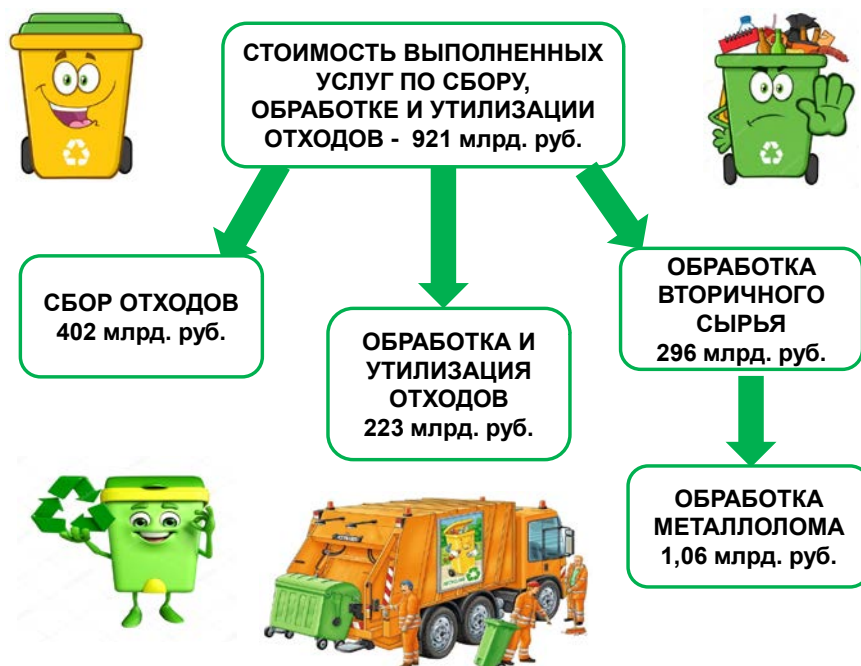 СТОИМОСТЬ ВЫПОЛНЕННЫХ
УСЛУГ ПО СБОРУ,
ОБРАБОТКЕ И УТИЛИЗАЦИИ
ОТХОДОВ - 921 млрд. руб.
СБОР ОТХОДОВ
402 млрд. руб.
ОБРАБОТКА И
УТИЛИЗАЦИЯ
ОТХОДОВ
223 млрд. руб.
ОБРАБОТКА
ВТОРИЧНОГО
СЫРЬЯ
296 млрд. руб.
ОБРАБОТКА
МЕТАЛЛОЛОМА
1,06 млрд. руб.